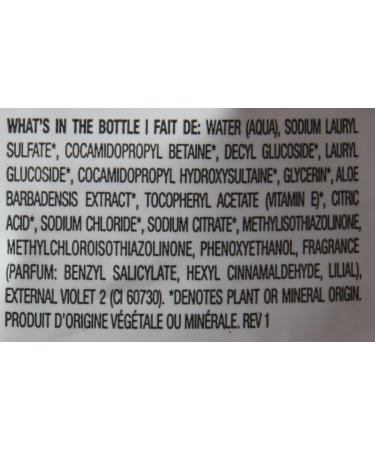 WHAT'S IN THE BOTTLE I FAIT DE: WATER (AQUA), SODIUM LAURYL
SULFATE*, COCAMIDOPROPYL BETAINE*, DECYL GLUCOSIDE*, LAURYL
GLUCOSIDE*, COCAMIDOPROPYL HYDROXYSULTAINE*, GLYCERIN*, ALOE
BARBADENSIS EXTRACT*, TOCOPHERYL ACETATE (VITAMIN E)*, CITRIC
ACID*, SODIUM CHLORIDE*, SODIUM CITRATE*, METHYLISOTHIAZOLINONE,
METHYLCHLOROISOTHIAZOLINONE, PHENOXYETHANOL, FRAGRANCE
(PARFUM: BENZYL SALICYLATE, HEXYL CINNAMALDEHYDE, LILIAL),
EXTERNAL VIOLET 2 (CI 60730). *DENOTES PLANT OR MINERAL ORIGIN.
PRODUIT D'ORIGINE VÉGÉTALE OU MINÉRALE. REV 1